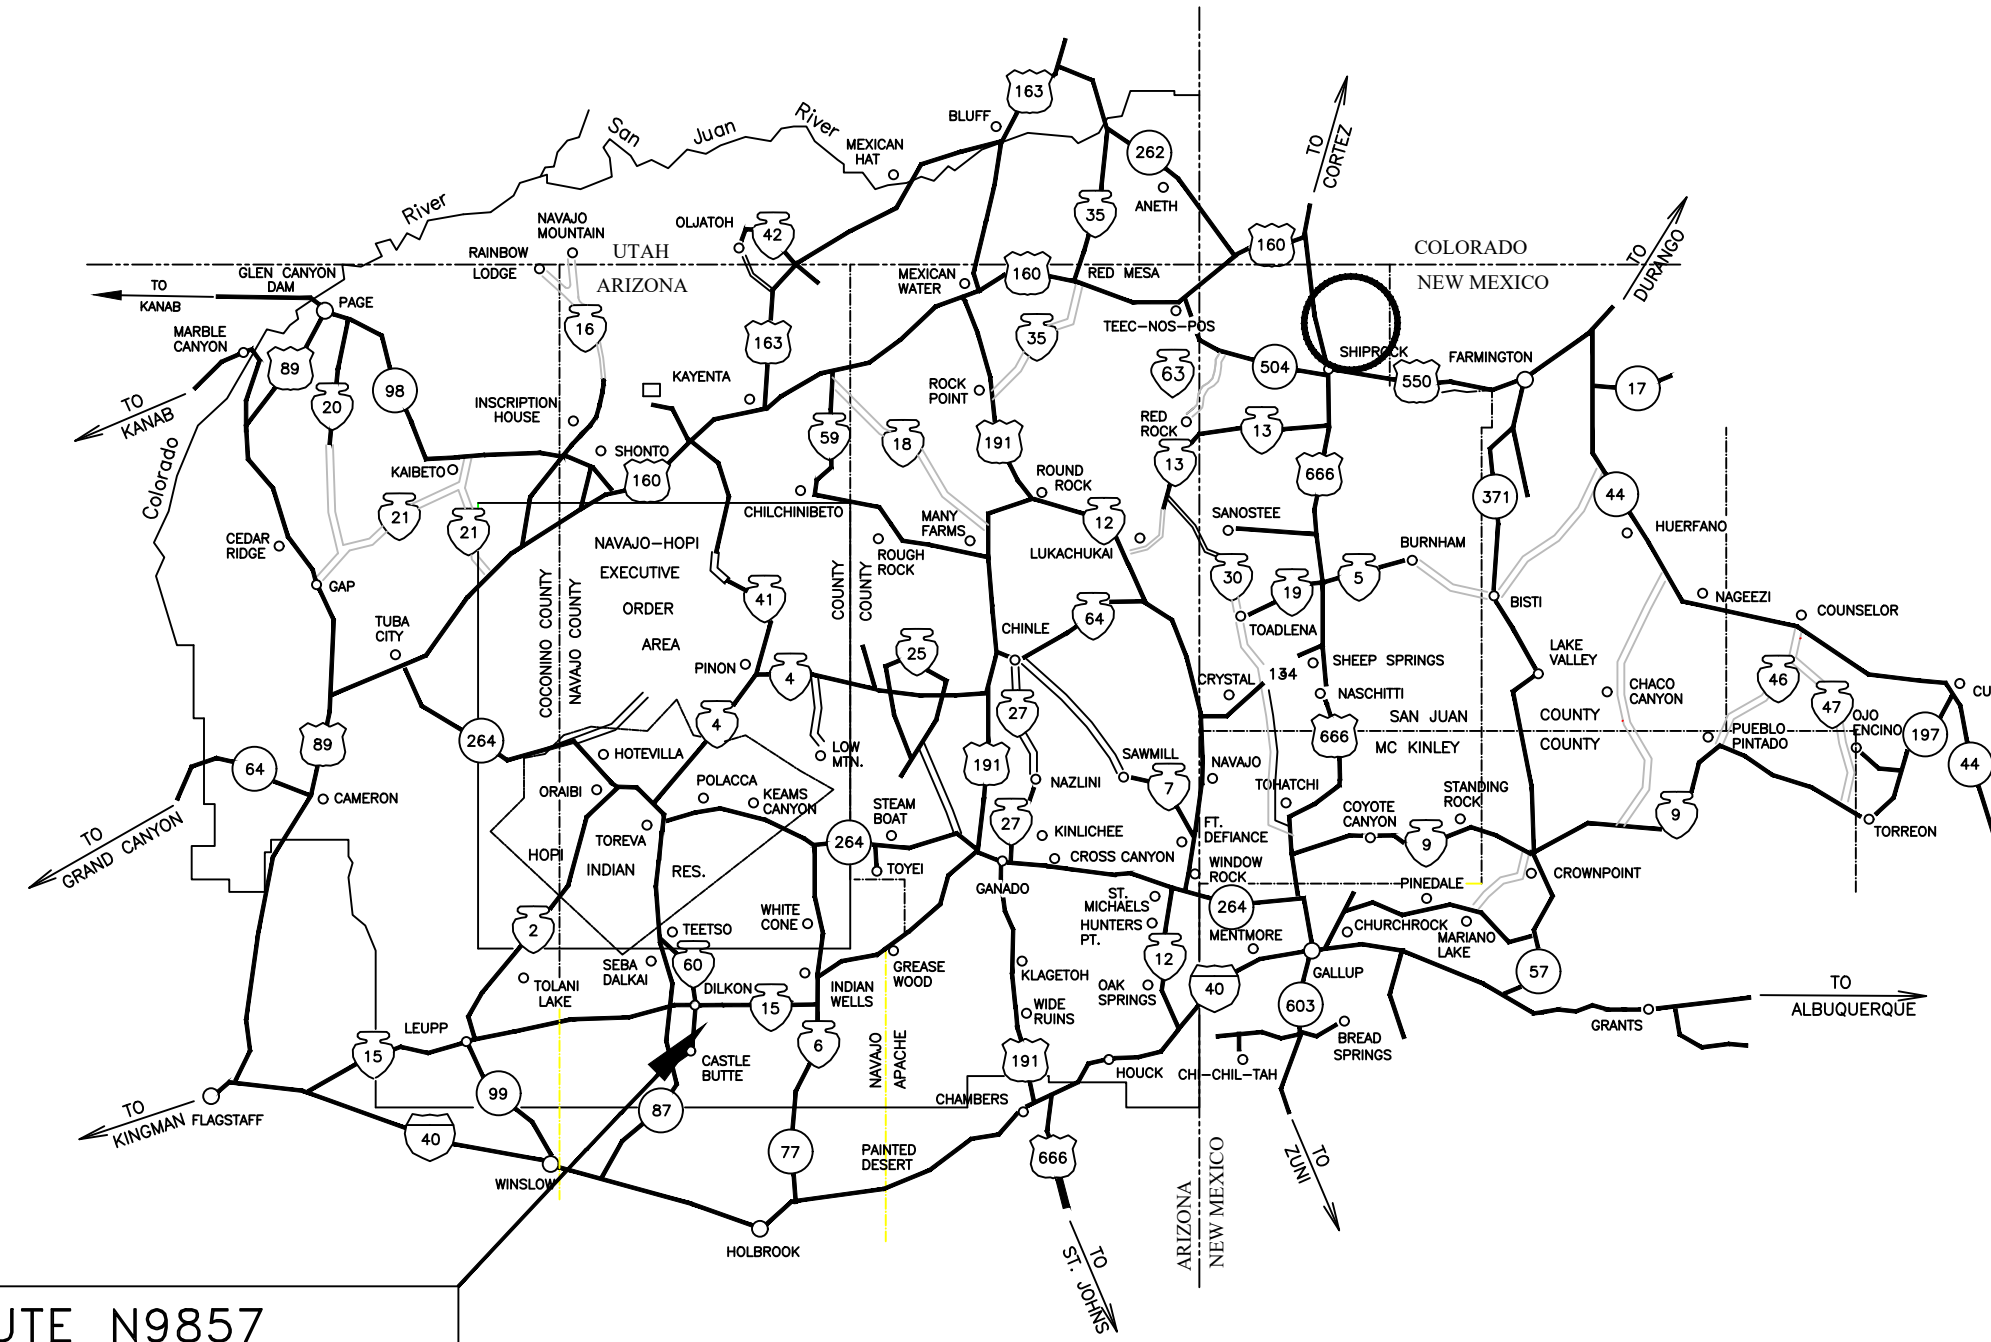 163
BLUFF
San
Juan
River
MEXICAN
HAT
262
TO
CORTEZ
ANETH
35
River
NAVAJO
MOUNTAIN
OLJATOH
42
RAINBOW
LODGE
UTAH
ARIZONA
160
COLORADO
NEW MEXICO
TO
DURANGO
GLEN CANYON
DAM
TO
KANAB
PAGE
MEXICAN
WATER
160
RED MESA
TEEC-NOS-POS
MARBLE
CANYON
89
16
163
35
63
504
SHIPROCK
FARMINGTON
550
17
98
20
KAYENTA
ROCK
POINT
TO
KANAB
INSCRIPTION
HOUSE
59
18
191
RED
ROCK
13
13
Colorado
SHONTO
KAIBETO
160
666
371
44
ROUND
ROCK
21
21
CHILCHINIBETO
MANY
FARMS
12
SANOSTEE
HUERFANO
CEDAR
RIDGE
NAVAJO-HOPI
EXECUTIVE
ORDER
AREA
ROUGH
ROCK
LUKACHUKAI
BURNHAM
GAP
COCONINO COUNTY
NAVAJO COUNTY
41
COUNTY
COUNTY
30
19
5
BISTI
NAGEEZI
COUNSELOR
TUBA
CITY
CHINLE
64
TOADLENA
25
PINON
4
134
SHEEP SPRINGS
LAKE
VALLEY
CRYSTAL
NASCHITTI
CHACO
CANYON
46
47
CU
4
27
SAN JUAN
COUNTY
MC KINLEY
COUNTY
PUEBLO
PINTADO
OJO
ENCINO
197
264
89
HOTEVILLA
LOW
MTN.
191
SAWMILL
NAVAJO
666
44
64
CAMERON
ORAIBI
POLACCA
KEAMS
CANYON
STEAM
BOAT
NAZLINI
7
TOHATCHI
COYOTE
CANYON
STANDING
ROCK
9
9
TORREON
TO
GRAND CANYON
TOREVA
264
27
KINLICHEE
FT.
DEFIANCE
HOPI
INDIAN
RES.
TOYEI
CROSS CANYON
WINDOW
ROCK
GANADO
PINEDALE
CROWNPOINT
ST.
MICHAELS
HUNTERS
PT.
264
2
TEETSO
WHITE
CONE
CHURCHROCK
MARIANO
LAKE
MENTMORE
12
SEBA
DALKAI
60
GREASE
WOOD
KLAGETOH
GALLUP
57
TOLANI
LAKE
DILKON
15
INDIAN
WELLS
OAK
SPRINGS
40
603
TO
ALBUQUERQUE
WIDE
RUINS
GRANTS
LEUPP
15
6
NAVAJO
APACHE
CASTLE
BUTTE
191
BREAD
SPRINGS
HOUCK
CHI-CHIL-TAH
99
87
CHAMBERS
TO
KINGMAN
FLAGSTAFF
40
77
PAINTED
DESERT
666
WINSLOW
TO
ZUNI
ARIZONA
NEW MEXICO
HOLBROOK
TO
ST. JOHNS
UTE N9857